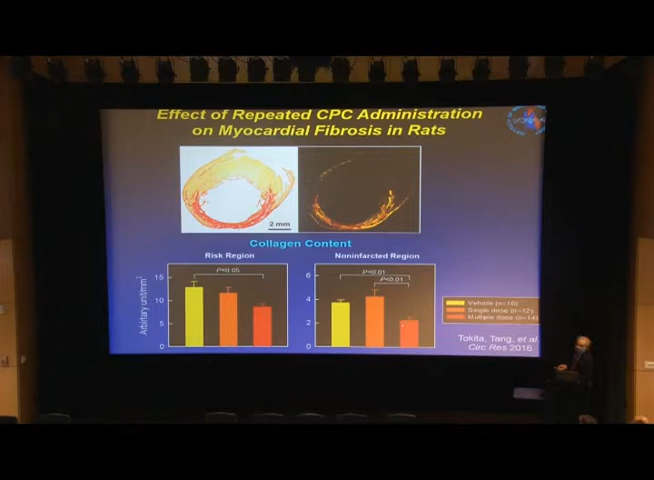 Effect of Repeated CPC Administration
on Myocardial Fibrosis in Rats
2 mm
Collagen Content
Risk Region
Noninfarcted Region
Arbirtary unit/mm²
15
10
5
0
P<0.05
6
4
2
0
P<0.01
P<0.01
Vehicle (n=16)
Single dose (n=12)
Multiple dose (n=14)
Tokita, Tang, et al.
Circ Res 2016